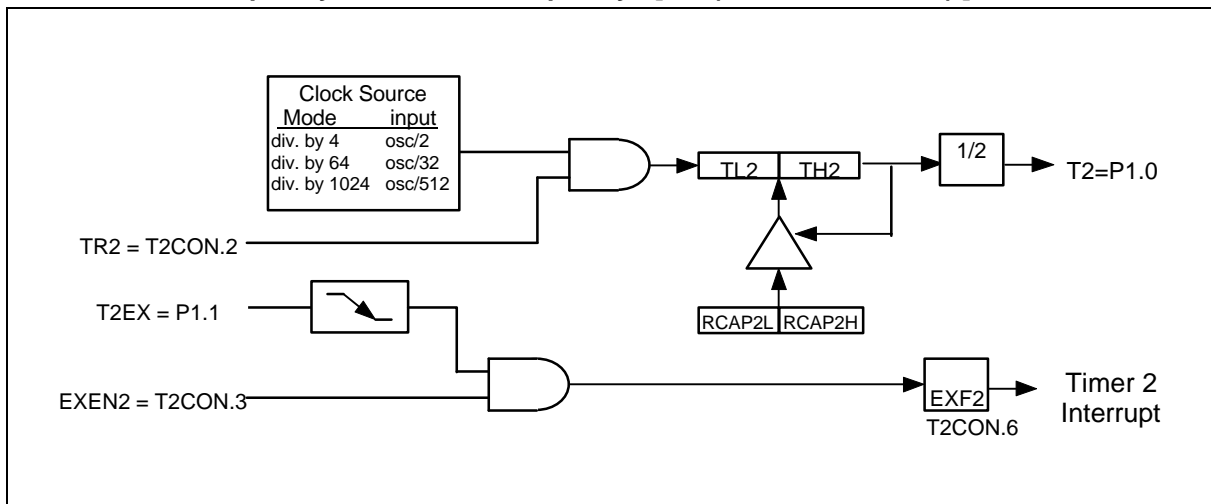 Clock Source
Mode input
div. by 4 osc/2
div. by 64 osc/32
div. by 1024 osc/512
TL2 TH2
1/2
T2=P1.0
TR2 = T2CON.2
T2EX = P1.1
RCAP2L RCAP2H
EXEN2 = T2CON.3
EXF2
T2CON.6
Timer 2
Interrupt